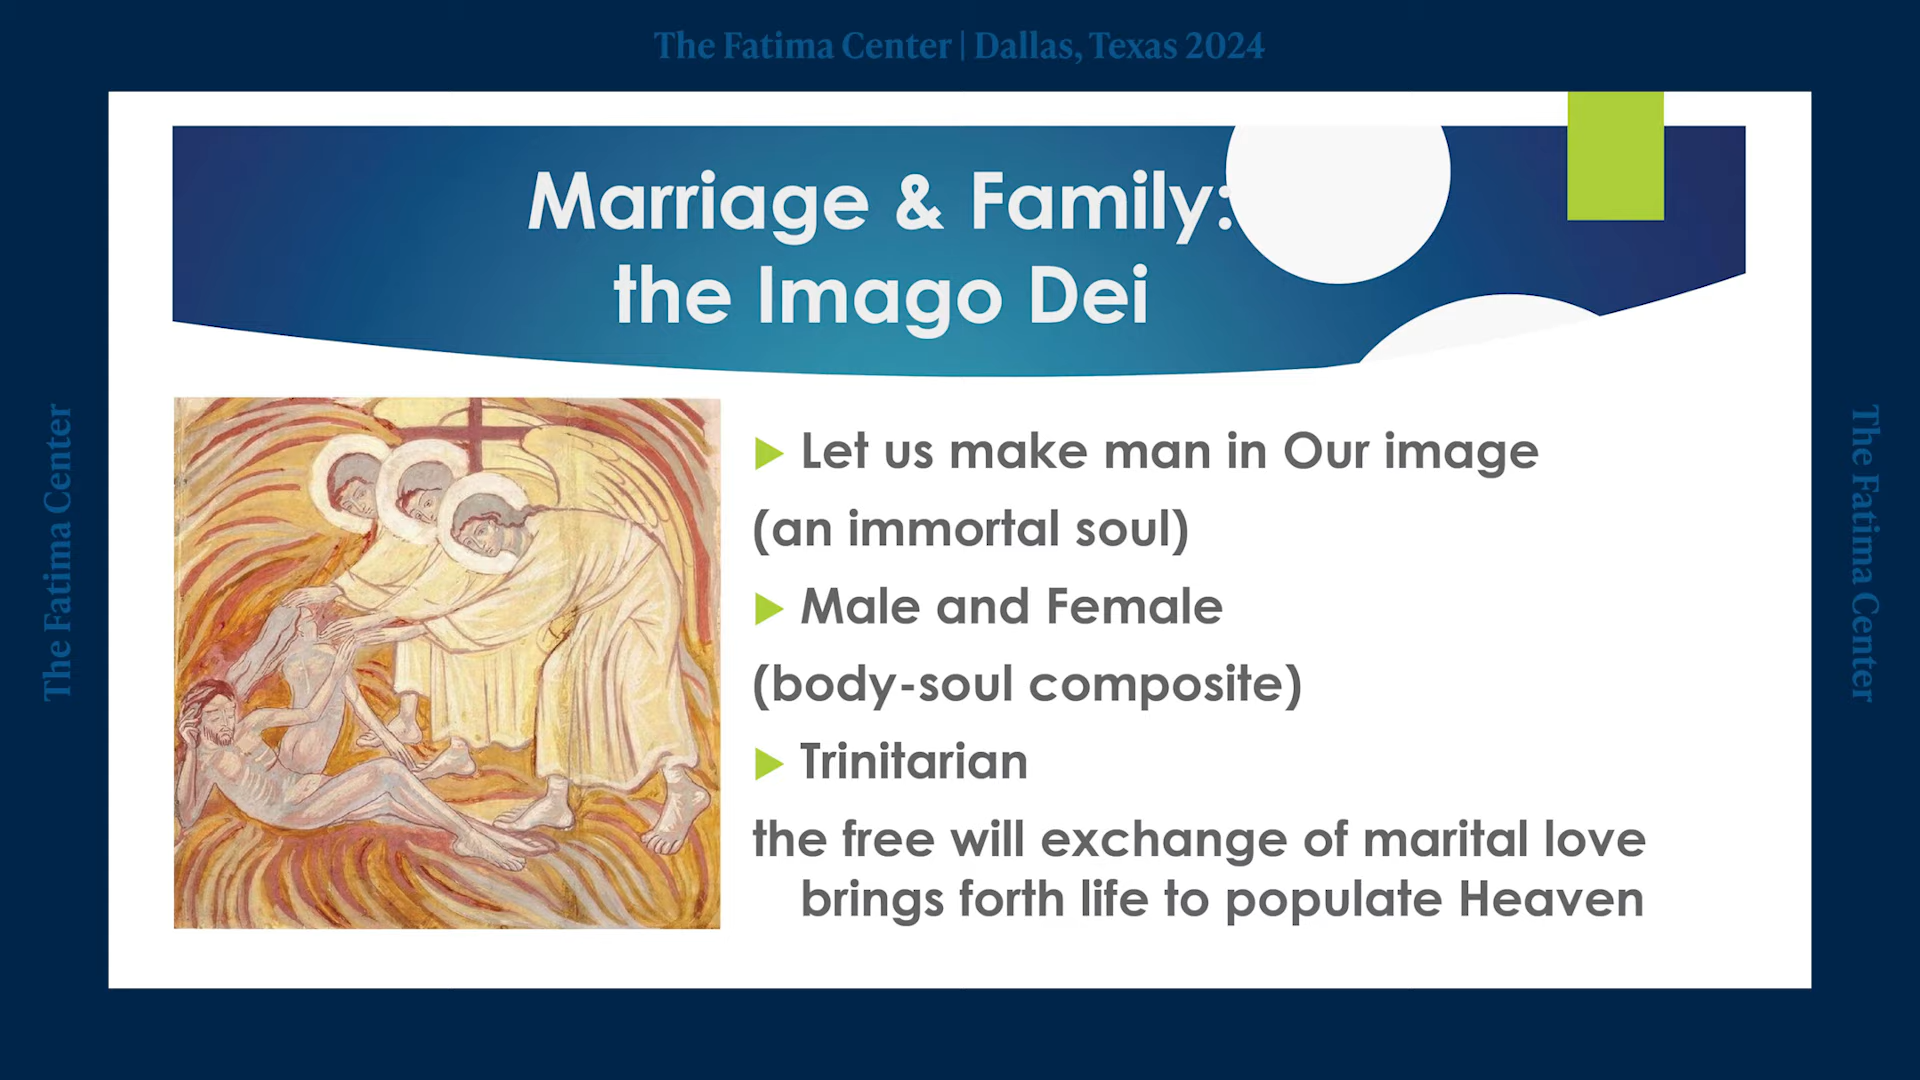 The Fatima Center | Dallas, Texas 2024
Marriage & Family:
the Imago Dei
Let us make man in Our image
(an immortal soul)
Male and Female
(body-soul composite)
Trinitarian
the free will exchange of marital love
brings forth life to populate Heaven
The Fatima Center
The Fatima Center